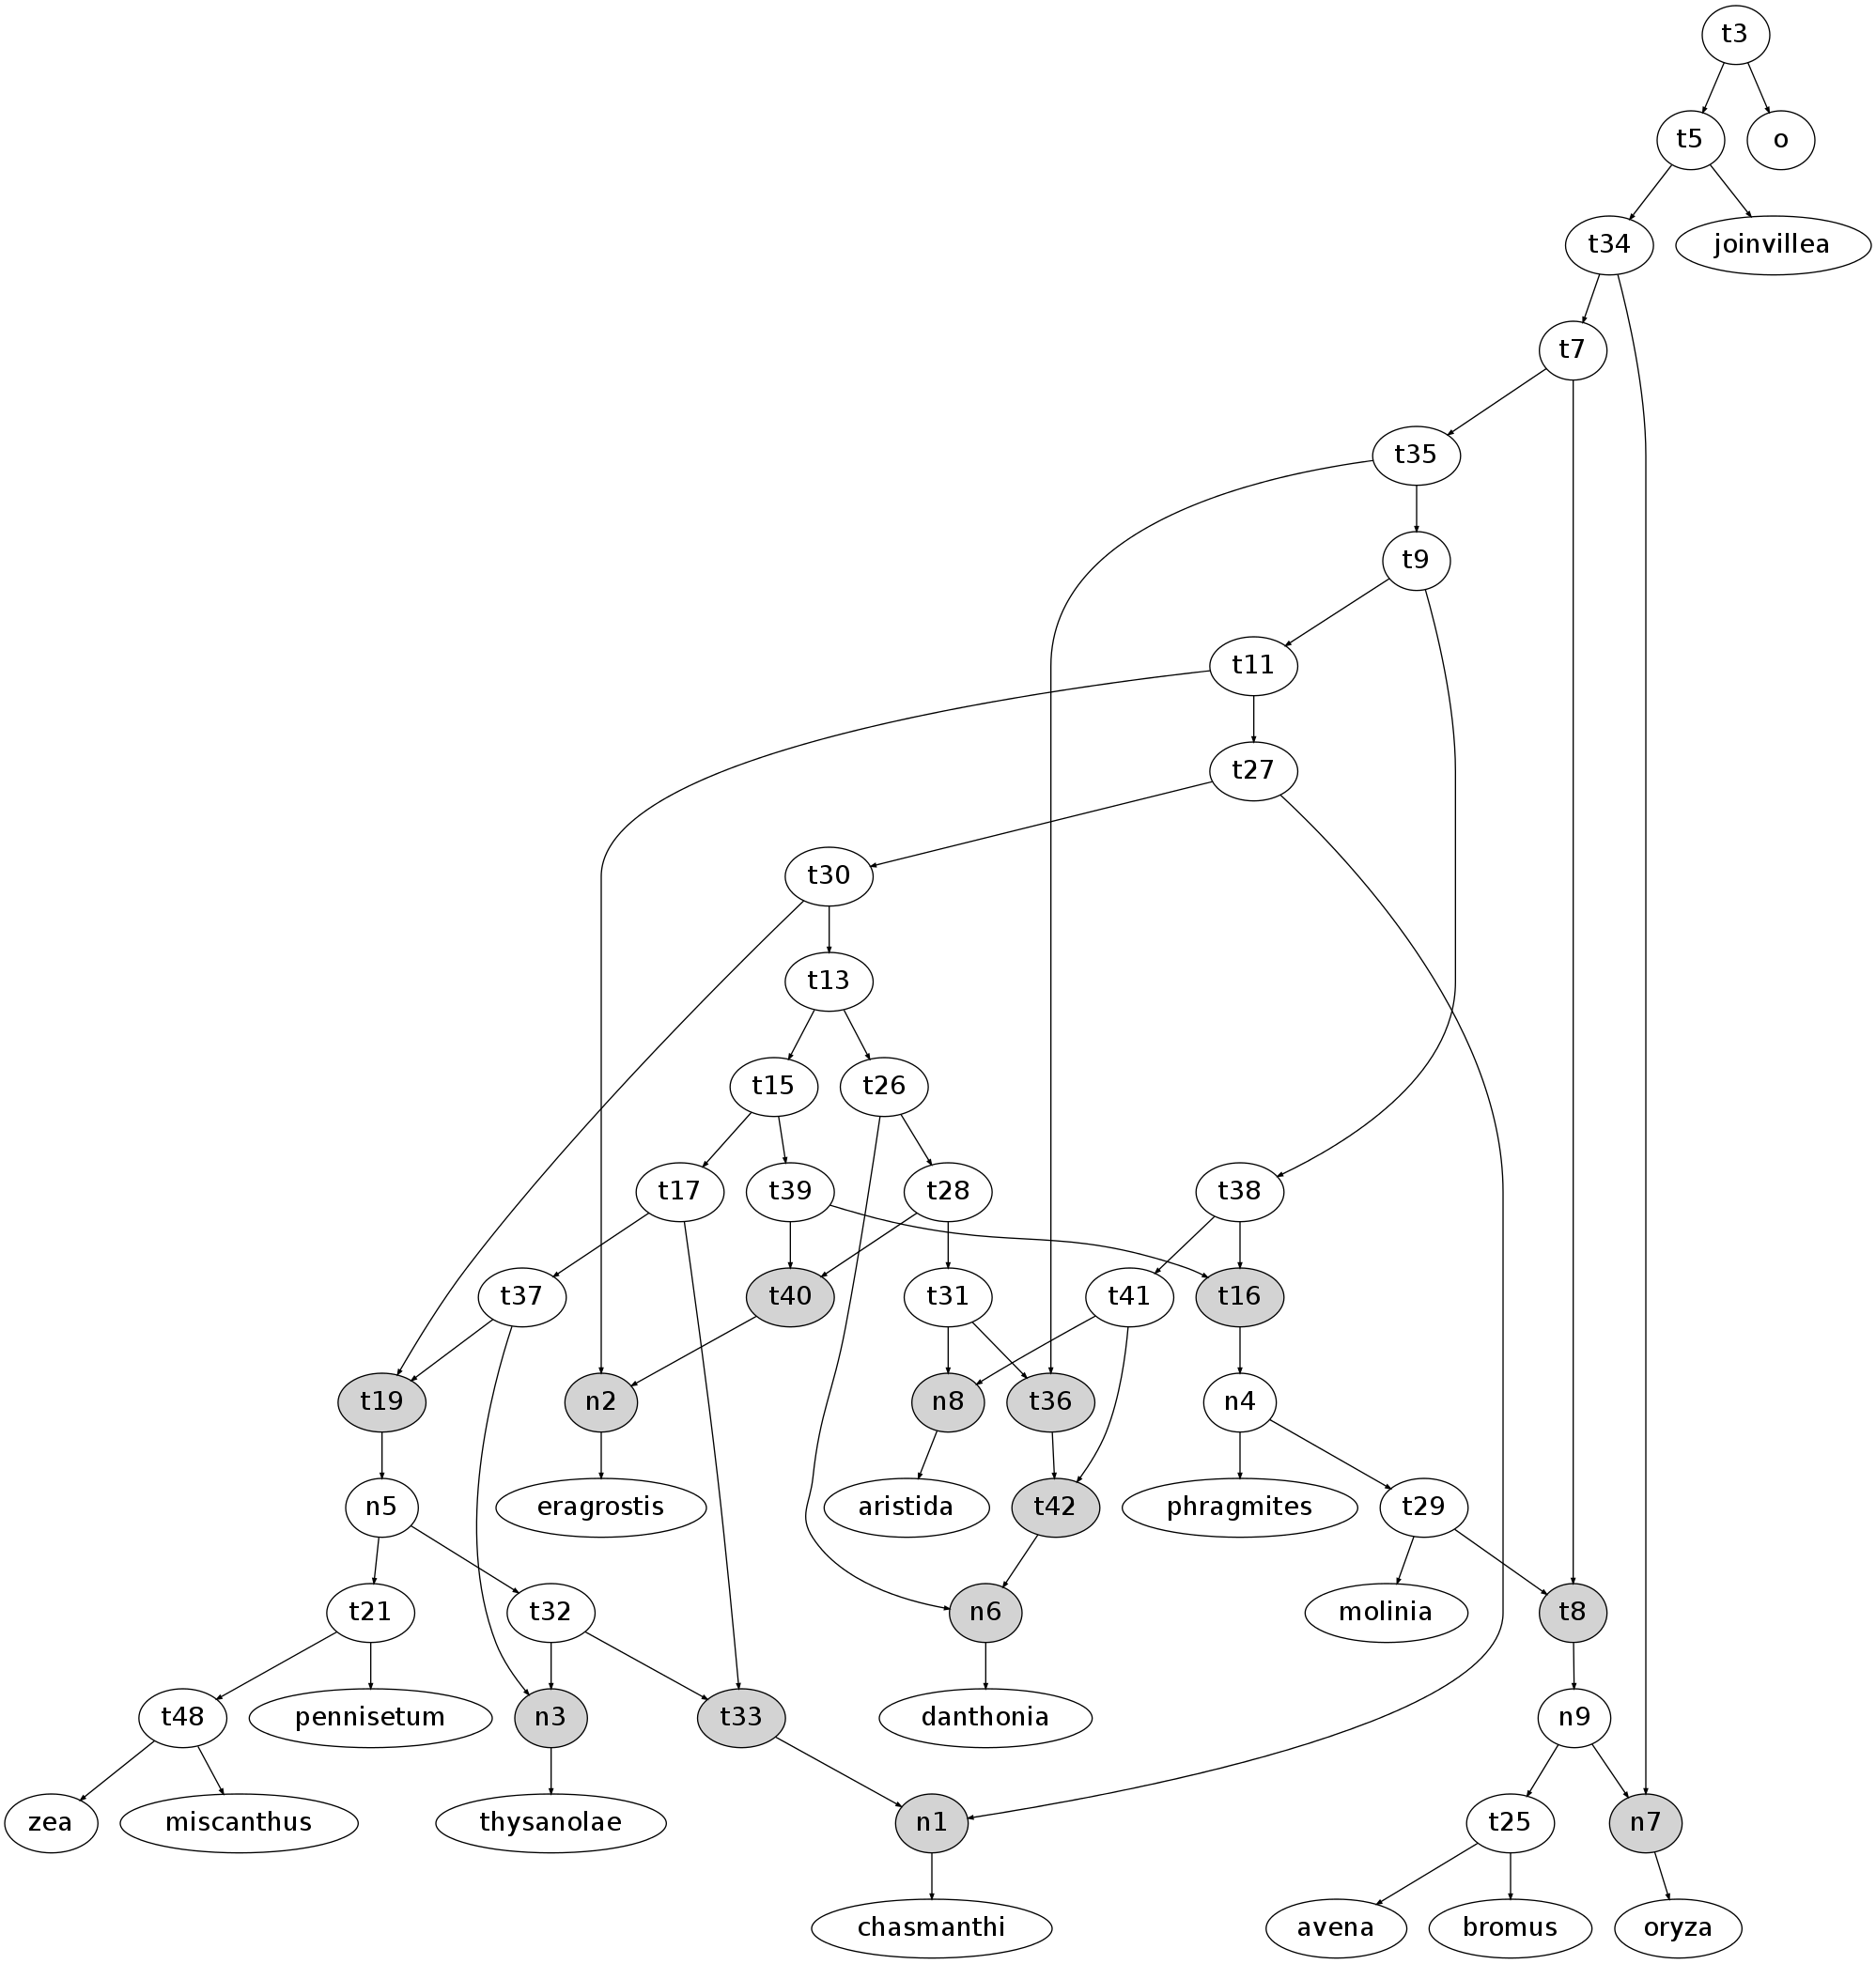 t3
t5
o
t34
joinvillea
t7
t35
t9
t11
t27
t30
t13
t15
t26
t17
t39
t28
t38
t37
t40
t31
t41
t16
t19
n2
n8
t36
n4
n5
eragrostis
aristida
t42
phragmites
t29
t21
t32
n6
molinia
t8
t48
pennisetum
n3
t33
danthonia
n9
zea
miscanthus
thysanolae
n1
t25
n7
chasmanthi
avena
bromus
oryza